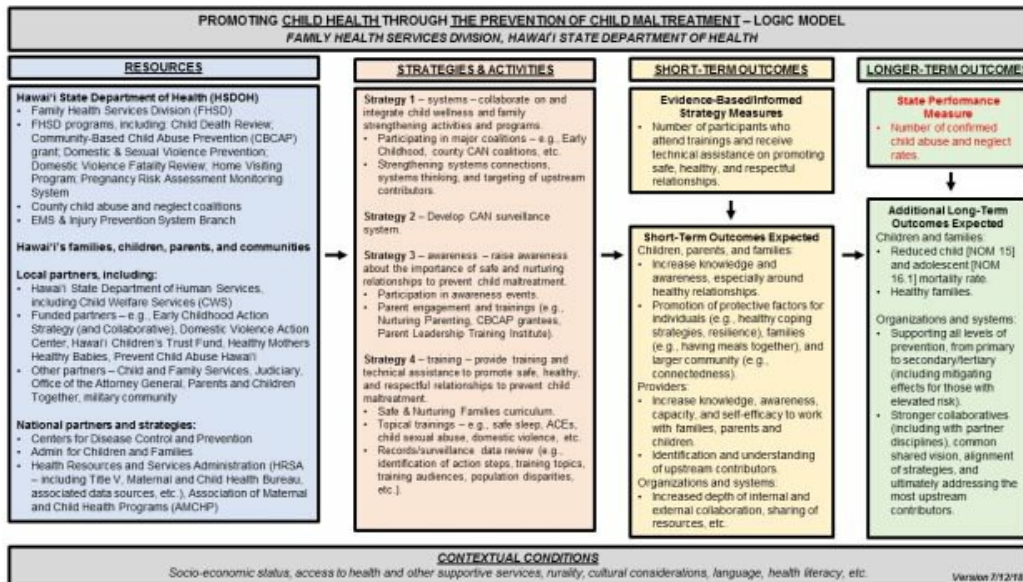 PROMOTING CHILD HEALTH THROUGH THE PREVENTION OF CHILD MALTREATMENT – LOGIC MODEL
FAMILY HEALTH SERVICES DIVISION, HAWAI'I STATE DEPARTMENT OF HEALTH
RESOURCES
Hawai'i State Department of Health (HSDOH)
• Family Health Services Division (FHSD)
• FHSD programs, including: Child Death Review;
Community-Based Child Abuse Prevention (CBCAP)
grant; Domestic & Sexual Violence Prevention;
Domestic Violence Fatality Review; Home Visiting
Program; Pregnancy Risk Assessment Monitoring
System
• County child abuse and neglect coalitions
• EMS & Injury Prevention System Branch
Hawai'i's families, children, parents, and communities
Local partners, including:
• Hawai'i State Department of Human Services,
including Child Welfare Services (CWS)
• Funded partners – e.g., Early Childhood Action
Strategy (and Collaborative), Domestic Violence Action
Center, Hawai'i Children's Trust Fund, Healthy Mothers
Healthy Babies, Prevent Child Abuse Hawai'i
• Other partners – Child and Family Services, Judiciary,
Office of the Attorney General, Parents and Children
Together, military community
National partners and strategies:
• Centers for Disease Control and Prevention
• Admin for Children and Families
• Health Resources and Services Administration (HRSA
– including Title V, Maternal and Child Health Bureau,
associated data sources, etc.), Association of Maternal
and Child Health Programs (AMCHP)
STRATEGIES & ACTIVITIES
Strategy 1 – systems – collaborate on and
integrate child wellness and family
strengthening activities and programs.
• Participating in major coalitions – e.g., Early
Childhood, county CAN coalitions, etc.
• Strengthening systems connections,
systems thinking, and targeting of upstream
contributors.
Strategy 2 – Develop CAN surveillance
system.
Strategy 3 – awareness – raise awareness
about the importance of safe and nurturing
relationships to prevent child maltreatment.
• Participation in awareness events.
• Parent engagement and trainings (e.g.,
Nurturing Parenting, CBCAP grantees,
Parent Leadership Training Institute).
Strategy 4 – training – provide training and
technical assistance to promote safe, healthy,
and respectful relationships to prevent child
maltreatment.
• Safe & Nurturing Families curriculum.
• Topical trainings – e.g., safe sleep, ACEs,
child sexual abuse, domestic violence, etc.
• Records/surveillance data review (e.g.,
identification of action steps, training topics,
training audiences, population disparities,
etc.).
SHORT-TERM OUTCOMES
Evidence-Based/Informed
Strategy Measures
• Number of participants who
attend trainings and receive
technical assistance on promoting
safe, healthy, and respectful
relationships.
Short-Term Outcomes Expected
Children, parents, and families:
• Increase knowledge and
awareness, especially around
healthy relationships.
• Promotion of protective factors for
individuals (e.g., healthy coping
strategies, resilience), families
(e.g., having meals together), and
larger community (e.g.,
connectedness).
Providers:
• Increase knowledge, awareness,
capacity, and self-efficacy to work
with families, parents and
children.
• Identification and understanding
of upstream contributors.
Organizations and systems:
• Increased depth of internal and
external collaboration, sharing of
resources, etc.
LONGER-TERM OUTCOME
State Performance
Measure
• Number of confirmed
child abuse and neglect
rates.
Additional Long-Term
Outcomes Expected
Children and families:
• Reduced child [NOM 15]
and adolescent [NOM
16.1] mortality rate.
• Healthy families.
Organizations and systems:
• Supporting all levels of
prevention, from primary
to secondary/tertiary
(including mitigating
effects for those with
elevated risk).
• Stronger collaboratives
(including with partner
disciplines), common
shared vision, alignment
of strategies, and
ultimately addressing the
most upstream
contributors.
CONTEXTUAL CONDITIONS
Socio-economic status, access to health and other supportive services, rurality, cultural considerations, language, health literacy, etc.
Version 7/12/18